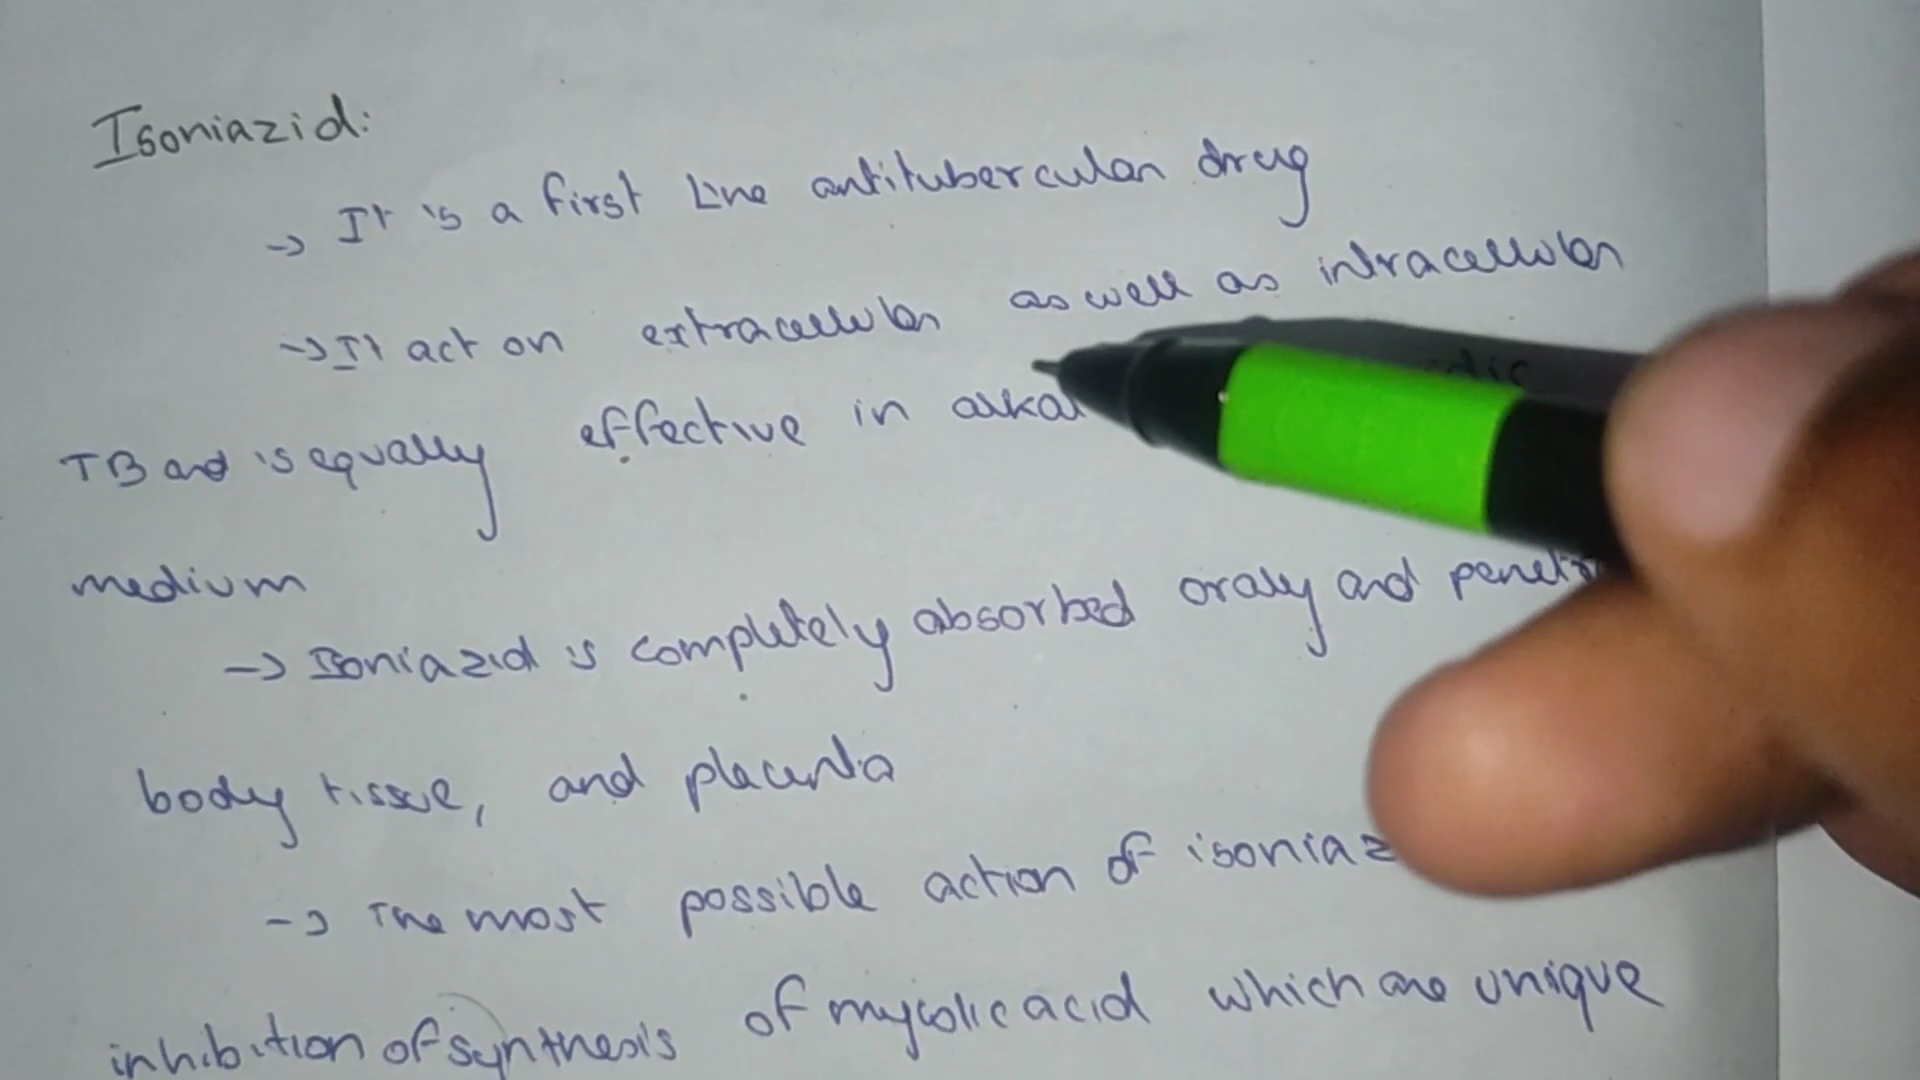 Isoniazid:
→ It is a first Line antitubercular drug
→ It act on extracellular as well as intracellular
TB and is equally effective in
medium
→ Isoniazid is completely absorbed oraly and
body tissue, and placenta
→ The most possible action of
inhibition of synthesis of mycolic acid which are unique